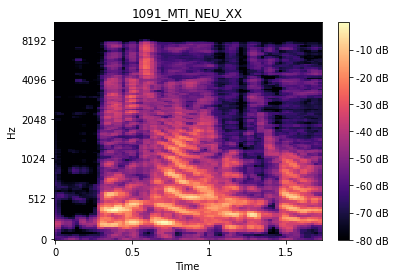 1091_MTI_NEU_XX
8192
4096
2048
1024
512
0
Hz
0
0.5
1
1.5
Time
-10 dB
-20 dB
-30 dB
-40 dB
-50 dB
-60 dB
-70 dB
-80 dB